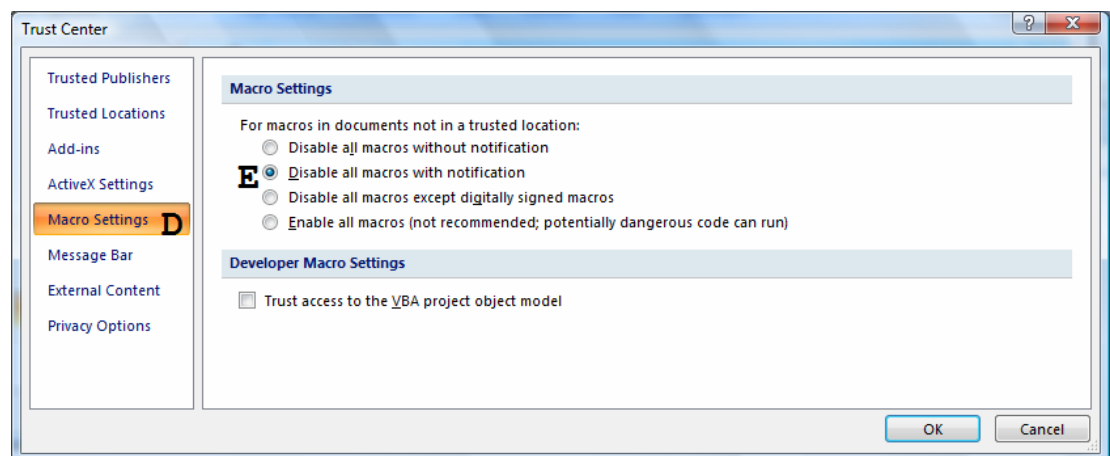 Trust Center
Trusted Publishers
Trusted Locations
Add-ins
ActiveX Settings
Macro Settings D
Message Bar
External Content
Privacy Options
Macro Settings
For macros in documents not in a trusted location:
Disable all macros without notification
E Disable all macros with notification
Disable all macros except digitally signed macros
Enable all macros (not recommended; potentially dangerous code can run)
Developer Macro Settings
Trust access to the VBA project object model
OK Cancel